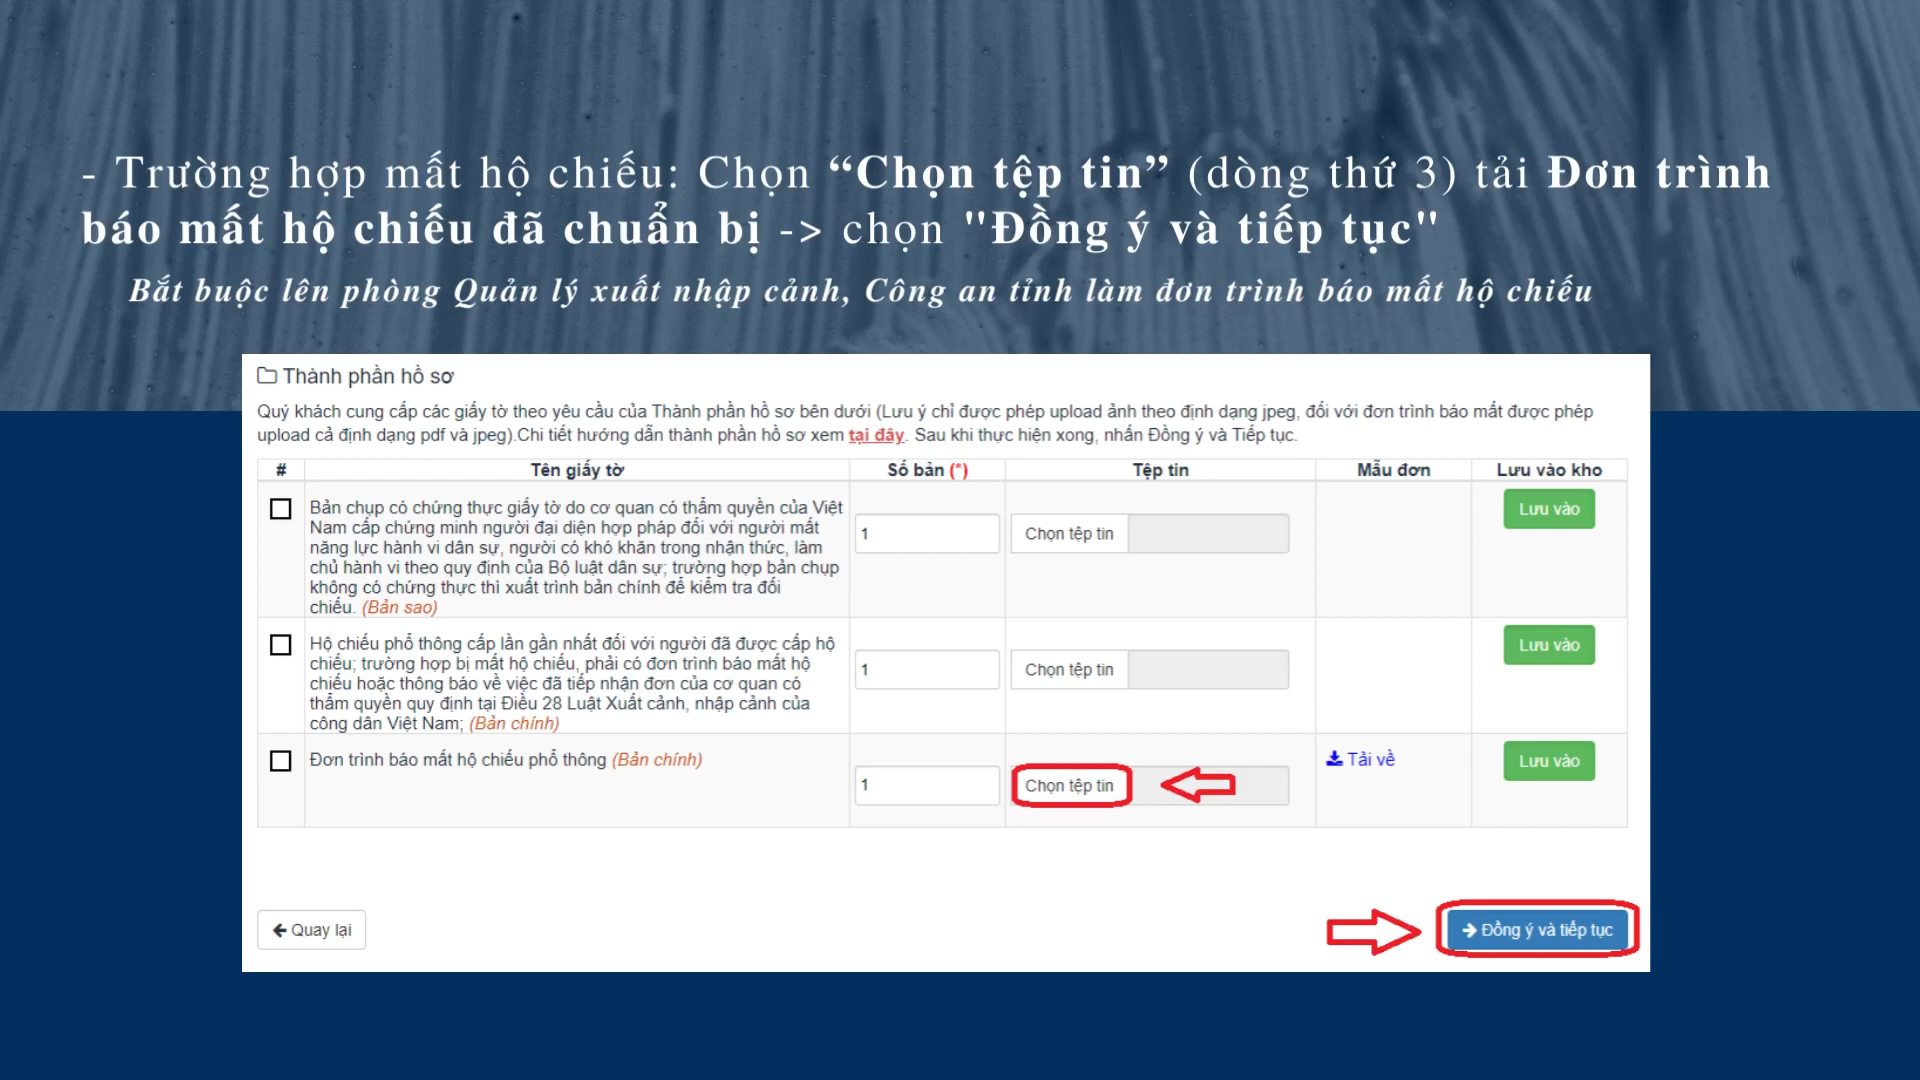 - Trường hợp mất hộ chiếu: Chọn “Chọn tệp tin” (dòng thứ 3) tải Đơn trình
báo mất hộ chiếu đã chuẩn bị -> chọn "Đồng ý và tiếp tục"
Bắt buộc lên phòng Quản lý xuất nhập cảnh, Công an tỉnh làm đơn trình báo mất hộ chiếu
Thành phần hồ sơ
Quý khách cung cấp các giấy tờ theo yêu cầu của Thành phần hồ sơ bên dưới (Lưu ý chỉ được phép upload ảnh theo định dạng jpeg, đối với đơn trình báo mất được phép
upload cả định dạng pdf và jpeg).Chi tiết hướng dẫn thành phần hồ sơ xem tại đây. Sau khi thực hiện xong, nhấn Đồng ý và Tiếp tục.
# Tên giấy tờ Số bản (*) Tệp tin Mẫu đơn Lưu vào kho
Bản chụp có chứng thực giấy tờ do cơ quan có thẩm quyền của Việt
Nam cấp chứng minh người đại diện hợp pháp đối với người mất
năng lực hành vi dân sự, người có khó khăn trong nhận thức, làm
chủ hành vi theo quy định của Bộ luật dân sự; trường hợp bản chụp
không có chứng thực thì xuất trình bản chính để kiểm tra đối
chiếu. (Bản sao)
1 Chọn tệp tin Lưu vào
Hộ chiếu phổ thông cấp lần gần nhất đối với người đã được cấp hộ
chiếu; trường hợp bị mất hộ chiếu, phải có đơn trình báo mất hộ
chiếu hoặc thông báo về việc đã tiếp nhận đơn của cơ quan có
thẩm quyền quy định tại Điều 28 Luật Xuất cảnh, nhập cảnh của
công dân Việt Nam; (Bản chính)
1 Chọn tệp tin Lưu vào
Đơn trình báo mất hộ chiếu phổ thông (Bản chính)
1 Chọn tệp tin Tải về Lưu vào
Quay lại Đồng ý và tiếp tục